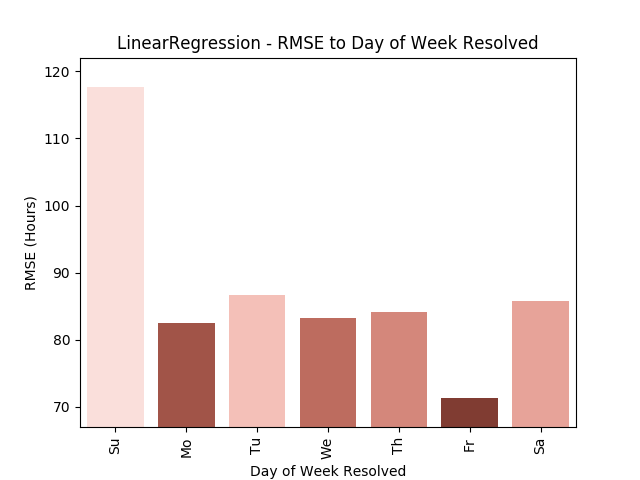 LinearRegression - RMSE to Day of Week Resolved
120
110
100
90
80
70
RMSE (Hours)
Su
Mo
Tu
We
Th
Fr
Sa
Day of Week Resolved